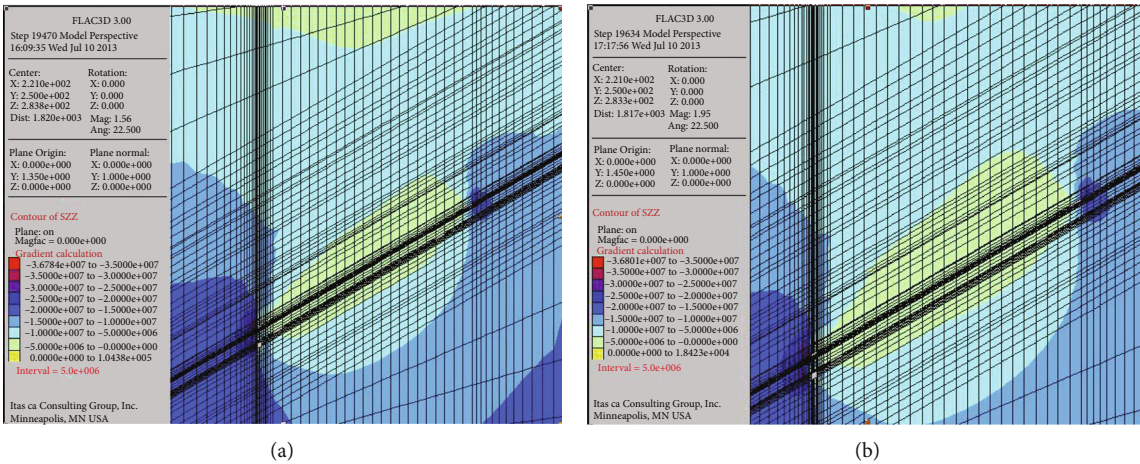 FLAC3D 3.00
Step 19470 Model Perspective
16:09:35 Wed Jul 10 2013
Center: Rotation:
X: 2.210e+002 X: 0.000
Y: 2.500e+002 Y: 0.000
Z: 2.838e+002 Z: 0.000
Dist: 1.820e+003 Mag: 1.56
Ang: 22.500
Plane Origin: Plane normal:
X: 0.000e+000 X: 0.000e+000
Y: 1.350e+000 Y: 1.000e+000
Z: 0.000e+000 Z: 0.000e+000
Contour of SZZ
Plane: on
Magfac = 0.000e+000
Gradient calculation
−3.6784e+007 to −3.5000e+007
−3.5000e+007 to −3.0000e+007
−3.0000e+007 to −2.5000e+007
−2.5000e+007 to −2.0000e+007
−2.0000e+007 to −1.5000e+007
−1.5000e+007 to −1.0000e+007
−1.0000e+007 to −5.0000e+006
−5.0000e+006 to −0.0000e+000
0.0000e+000 to 1.0438e+005
Interval = 5.0e+006
Itas ca Consulting Group, Inc.
Minneapolis, MN USA
(a)
FLAC3D 3.00
Step 19634 Model Perspective
17:17:56 Wed Jul 10 2013
Center: Rotation:
X: 2.210e+002 X: 0.000
Y: 2.500e+002 Y: 0.000
Z: 2.833e+002 Z: 0.000
Dist: 1.817e+003 Mag: 1.95
Ang: 22.500
Plane Origin: Plane normal:
X: 0.000e+000 X: 0.000e+000
Y: 1.450e+000 Y: 1.000e+000
Z: 0.000e+000 Z: 0.000e+000
Contour of SZZ
Plane: on
Magfac = 0.000e+000
Gradient calculation
−3.6801e+007 to −3.5000e+007
−3.5000e+007 to −3.0000e+007
−3.0000e+007 to −2.5000e+007
−2.5000e+007 to −2.0000e+007
−2.0000e+007 to −1.5000e+007
−1.5000e+007 to −1.0000e+007
−1.0000e+007 to −5.0000e+006
−5.0000e+006 to −0.0000e+000
0.0000e+000 to 1.8423e+004
Interval = 5.0e+006
Itas ca Consulting Group, Inc.
Minneapolis, MN USA
(b)